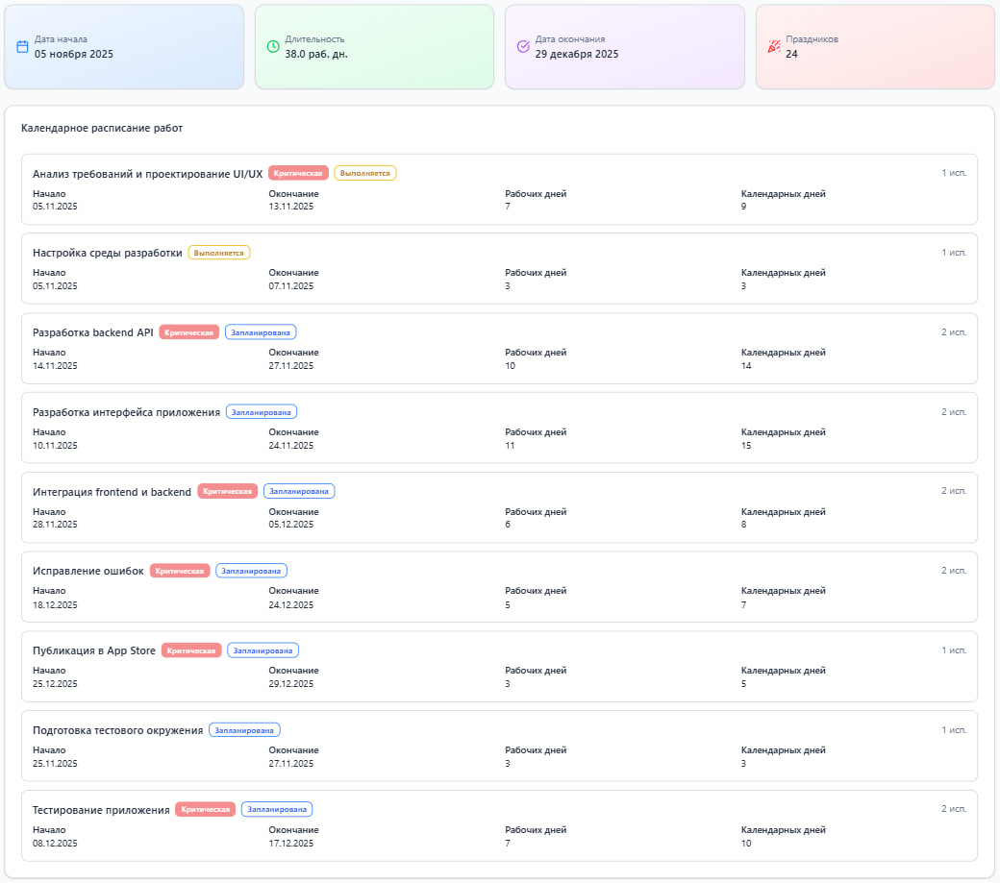 Дата начала
05 ноября 2025
Длительность
38.0 раб. дн.
Дата окончания
29 декабря 2025
Праздников
24
Календарное расписание работ
Анализ требований и проектирование UI/UX Критическая Выполняется 1 исп.
Начало Окончание Рабочих дней Календарных дней
05.11.2025 13.11.2025 7 9
Настройка среды разработки Выполняется 1 исп.
Начало Окончание Рабочих дней Календарных дней
05.11.2025 07.11.2025 3 3
Разработка backend API Критическая Запланирована 2 исп.
Начало Окончание Рабочих дней Календарных дней
14.11.2025 27.11.2025 10 14
Разработка интерфейса приложения Запланирована 2 исп.
Начало Окончание Рабочих дней Календарных дней
10.11.2025 24.11.2025 11 15
Интеграция frontend и backend Критическая Запланирована 2 исп.
Начало Окончание Рабочих дней Календарных дней
28.11.2025 05.12.2025 6 8
Исправление ошибок Критическая Запланирована 2 исп.
Начало Окончание Рабочих дней Календарных дней
18.12.2025 24.12.2025 5 7
Публикация в App Store Критическая Запланирована 1 исп.
Начало Окончание Рабочих дней Календарных дней
25.12.2025 29.12.2025 3 5
Подготовка тестового окружения Запланирована 1 исп.
Начало Окончание Рабочих дней Календарных дней
25.11.2025 27.11.2025 3 3
Тестирование приложения Критическая Запланирована 2 исп.
Начало Окончание Рабочих дней Календарных дней
08.12.2025 17.12.2025 7 10